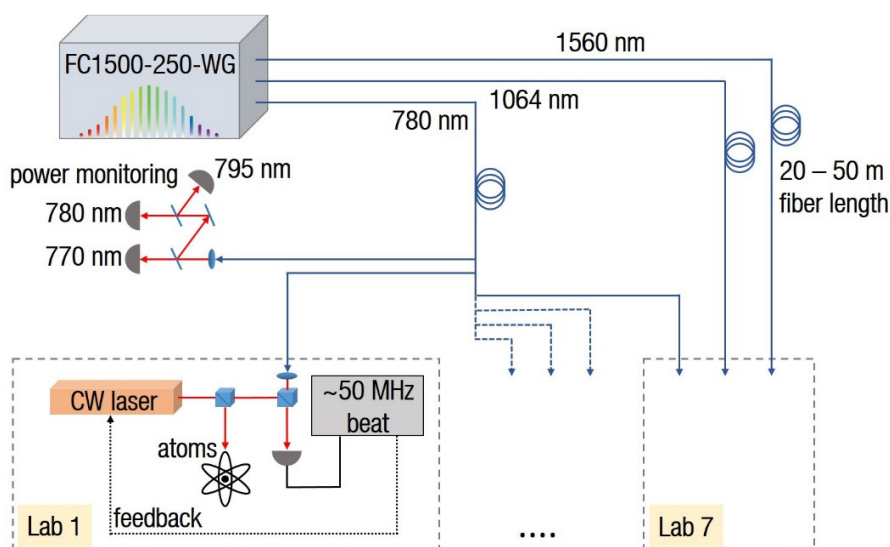 FC1500-250-WG
1560 nm
1064 nm
780 nm
20 – 50 m
fiber length
power monitoring
795 nm
780 nm
770 nm
CW laser
~50 MHz
beat
atoms
feedback
Lab 1
....
Lab 7